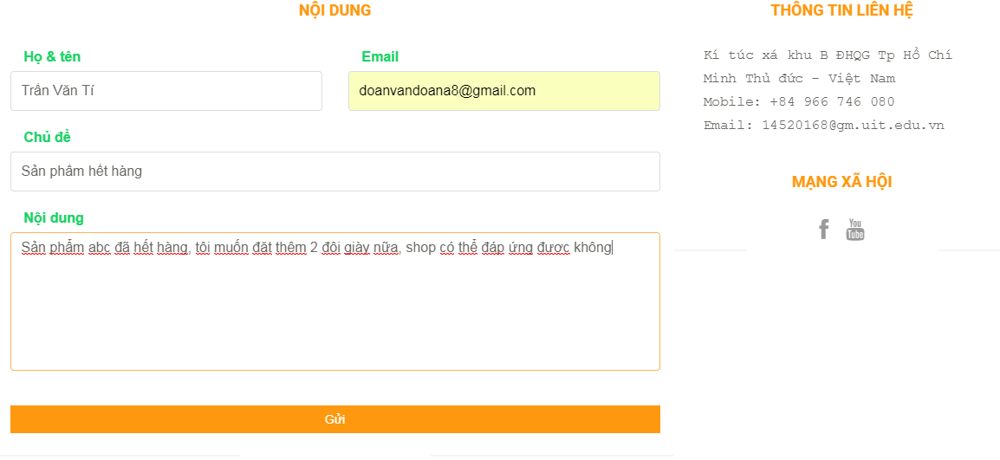 NỘI DUNG
Họ & tên
Email
Trần Văn Tí
doanvandoana8@gmail.com
Chủ đề
Sản phẩm hết hàng
Nội dung
Sản phẩm abc đã hết hàng, tôi muốn đặt thêm 2 đôi giày nữa, shop có thể đáp ứng được không
Gửi
THÔNG TIN LIÊN HỆ
Kí túc xá khu B ĐHQG Tp Hồ Chí
Minh Thủ đức – Việt Nam
Mobile: +84 966 746 080
Email: 14520168@gm.uit.edu.vn
MẠNG XÃ HỘI
You
Tube